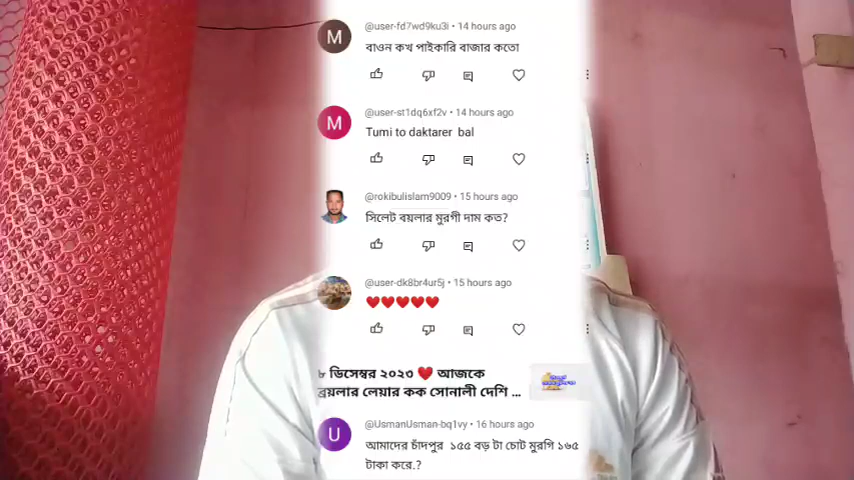 @user-fd7wd9ku3i • 14 hours ago
বাওন কখ পাইকারি বাজার কতো
@user-st1dq6xf2v • 14 hours ago
Tumi to daktarer bal
@rokibulislam9009 • 15 hours ago
সিলেট বয়লার মুরগী দাম কত?
@user-dk8br4ur5j • 15 hours ago
❤️❤️❤️❤️❤️
৮ ডিসেম্বর ২০২৩ ❤️ আজকে
ব্রয়লার লেয়ার কক সোনালী দেশি ...
@UsmanUsman-bq1vy • 16 hours ago
আমাদের চাঁদপুর ১৫৫ বড় টা চোট মুরগি ১৬৫
টাকা করে.?
M
M
U